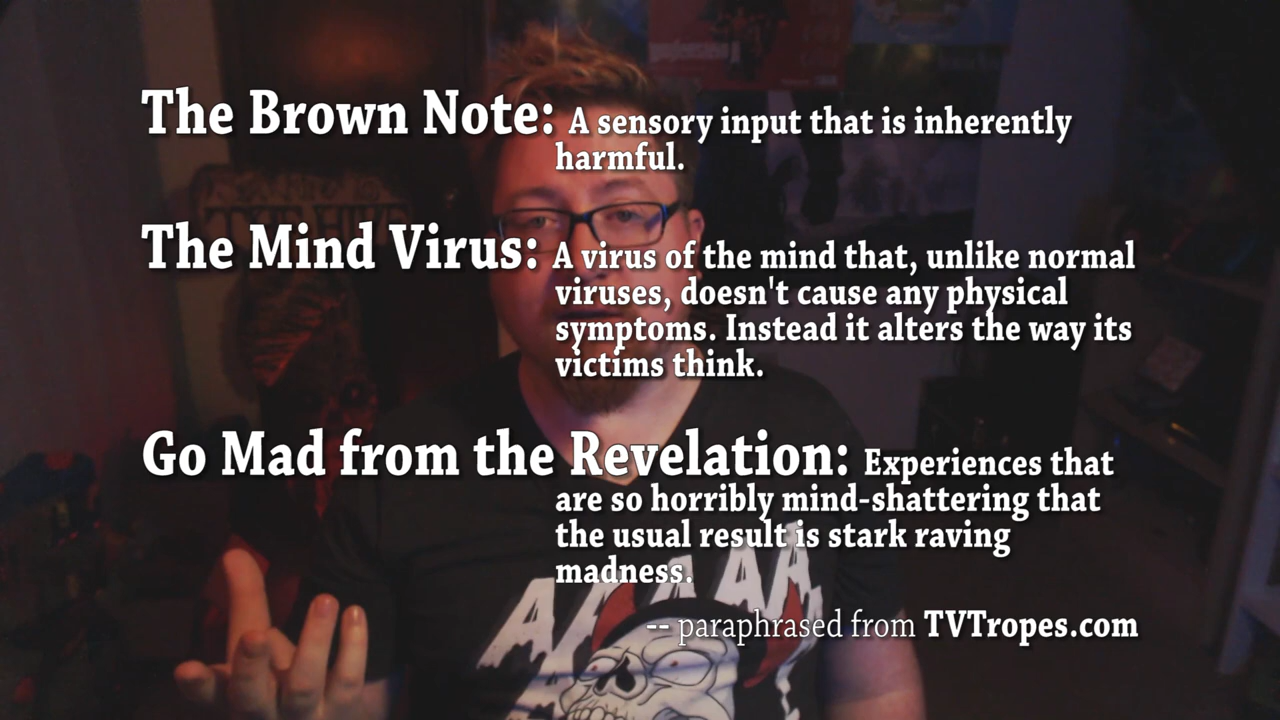 The Brown Note: A sensory input that is inherently
harmful.
The Mind Virus: A virus of the mind that, unlike normal
viruses, doesn't cause any physical
symptoms. Instead it alters the way its
victims think.
Go Mad from the Revelation: Experiences that
are so horribly mind-shattering that
the usual result is stark raving
madness.
-- paraphrased from TVTropes.com